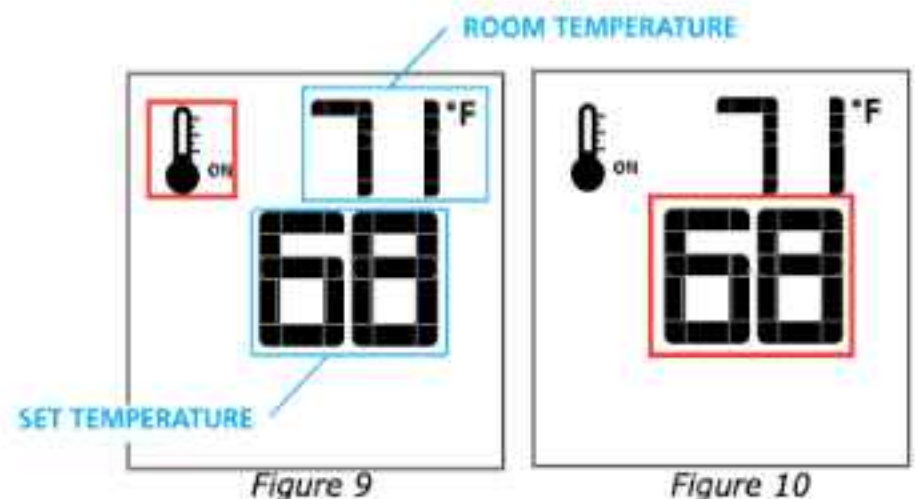 ROOM TEMPERATURE
71 °F
ON
68
SET TEMPERATURE
Figure 9
71 °F
ON
68
Figure 10